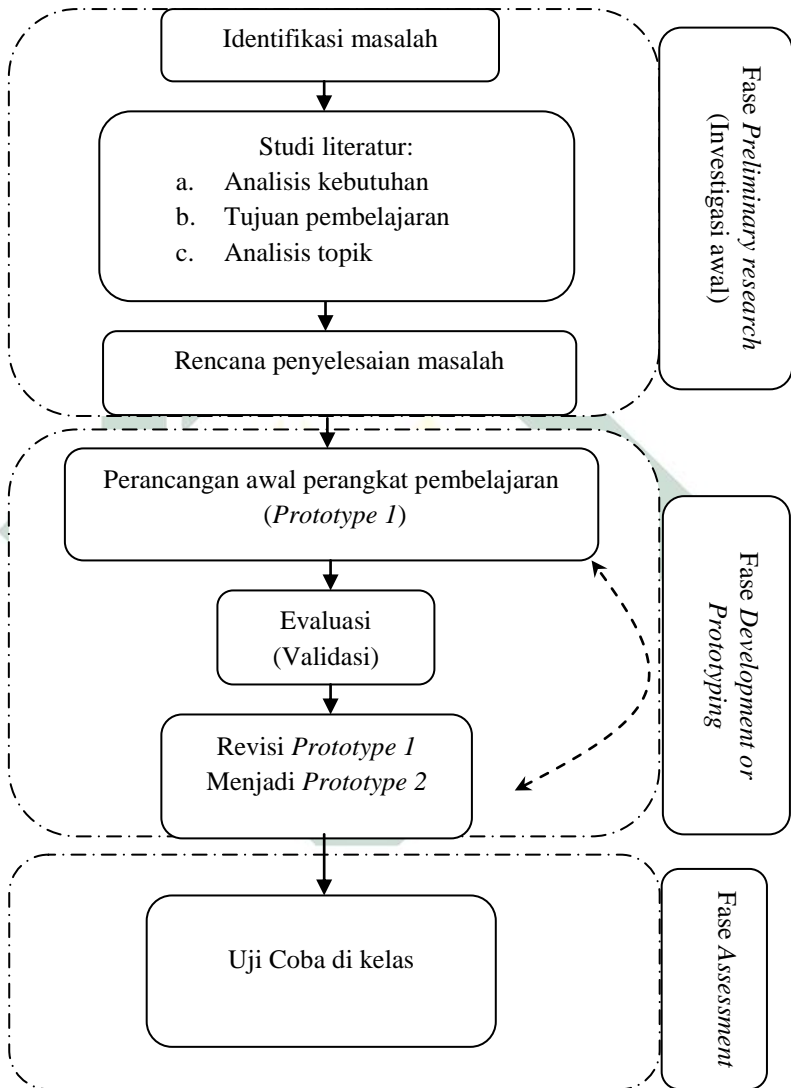 Identifikasi masalah
Studi literatur:
a. Analisis kebutuhan
b. Tujuan pembelajaran
c. Analisis topik
Rencana penyelesaian masalah
Fase Preliminary research
(Investigasi awal)
Perancangan awal perangkat pembelajaran
(Prototype 1)
Evaluasi
(Validasi)
Revisi Prototype 1
Menjadi Prototype 2
Fase Development or
Prototyping
Uji Coba di kelas
Fase Assessment